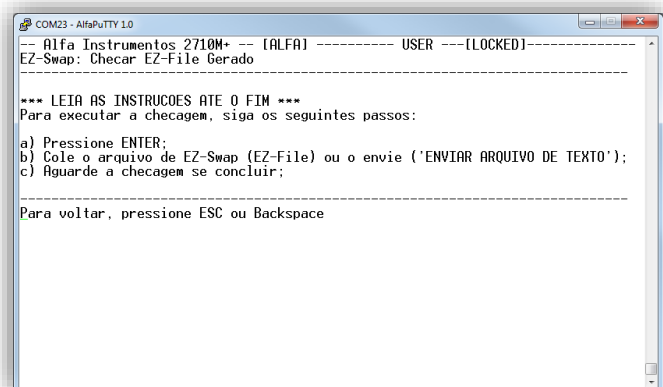 COM23 - AlfaPuTTY 1.0
-- Alfa Instrumentos 2710M+ -- [ALFA] ---------- USER ---[LOCKED]--------------
EZ-Swap: Checar EZ-File Gerado
------------------------------------------------------------------------------
*** LEIA AS INSTRUCOES ATE O FIM ***
Para executar a checagem, siga os seguintes passos:
a) Pressione ENTER;
b) Cole o arquivo de EZ-Swap (EZ-File) ou o envie ('ENVIAR ARQUIVO DE TEXTO');
c) Aguarde a checagem se concluir;
------------------------------------------------------------------------------
Para voltar, pressione ESC ou Backspace